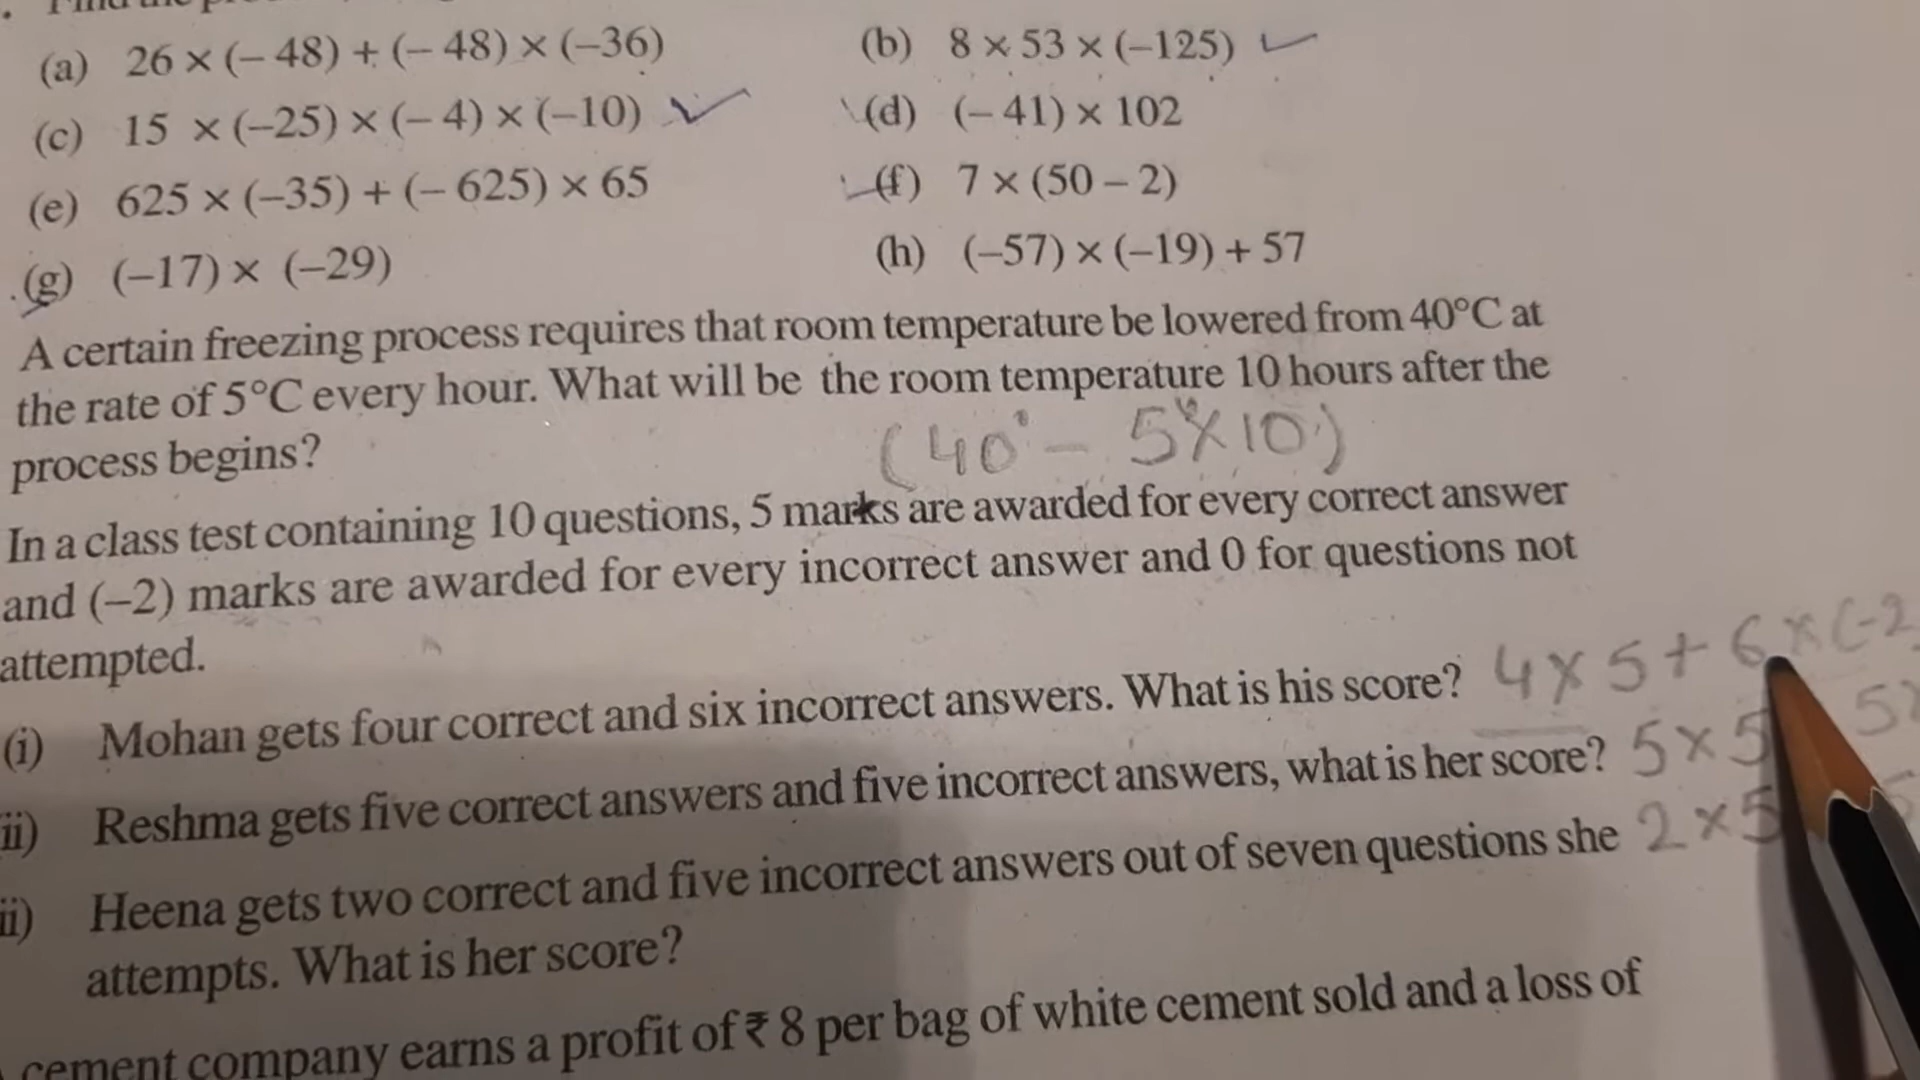 (a) 26 × (– 48) + (– 48) × (–36)
(b) 8 × 53 × (–125)
(c) 15 × (–25) × (– 4) × (–10)
(d) (– 41) × 102
(e) 625 × (–35) + (– 625) × 65
(f) 7 × (50 – 2)
(g) (–17) × (–29)
(h) (–57) × (–19) + 57
A certain freezing process requires that room temperature be lowered from 40°C at
the rate of 5°C every hour. What will be the room temperature 10 hours after the
process begins?
(40° – 5° × 10)
In a class test containing 10 questions, 5 marks are awarded for every correct answer
and (–2) marks are awarded for every incorrect answer and 0 for questions not
attempted.
(i) Mohan gets four correct and six incorrect answers. What is his score? 4 × 5 + 6 × (-2
ii) Reshma gets five correct answers and five incorrect answers, what is her score? 5 × 5 5×
ii) Heena gets two correct and five incorrect answers out of seven questions she 2 × 5
attempts. What is her score?
cement company earns a profit of ₹ 8 per bag of white cement sold and a loss of